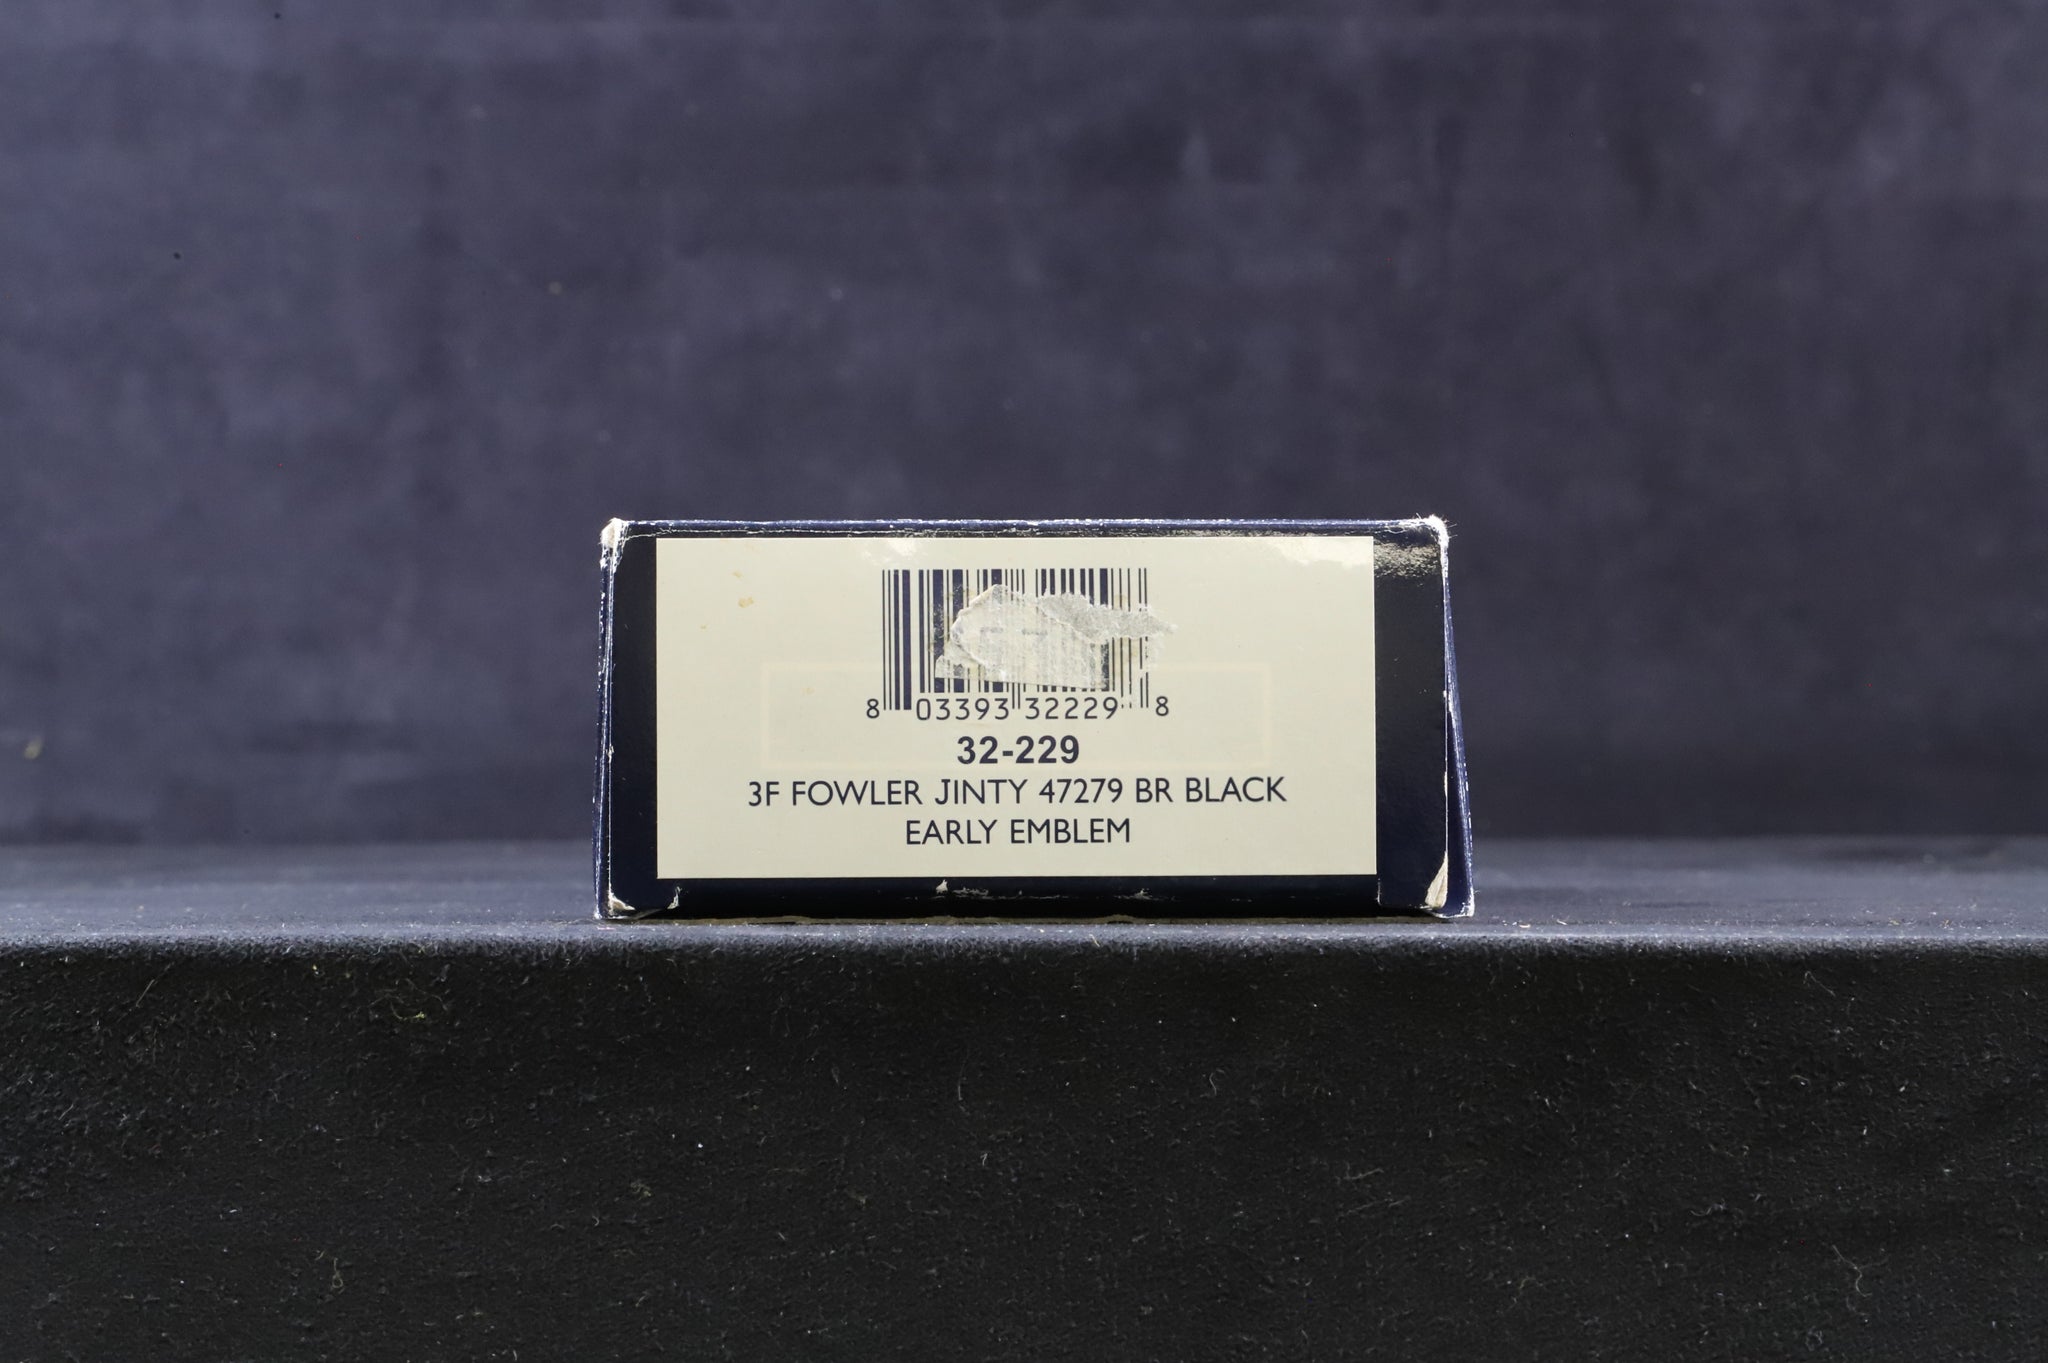 8 03393 32229 8
32-229
3F FOWLER JINTY 47279 BR BLACK
EARLY EMBLEM